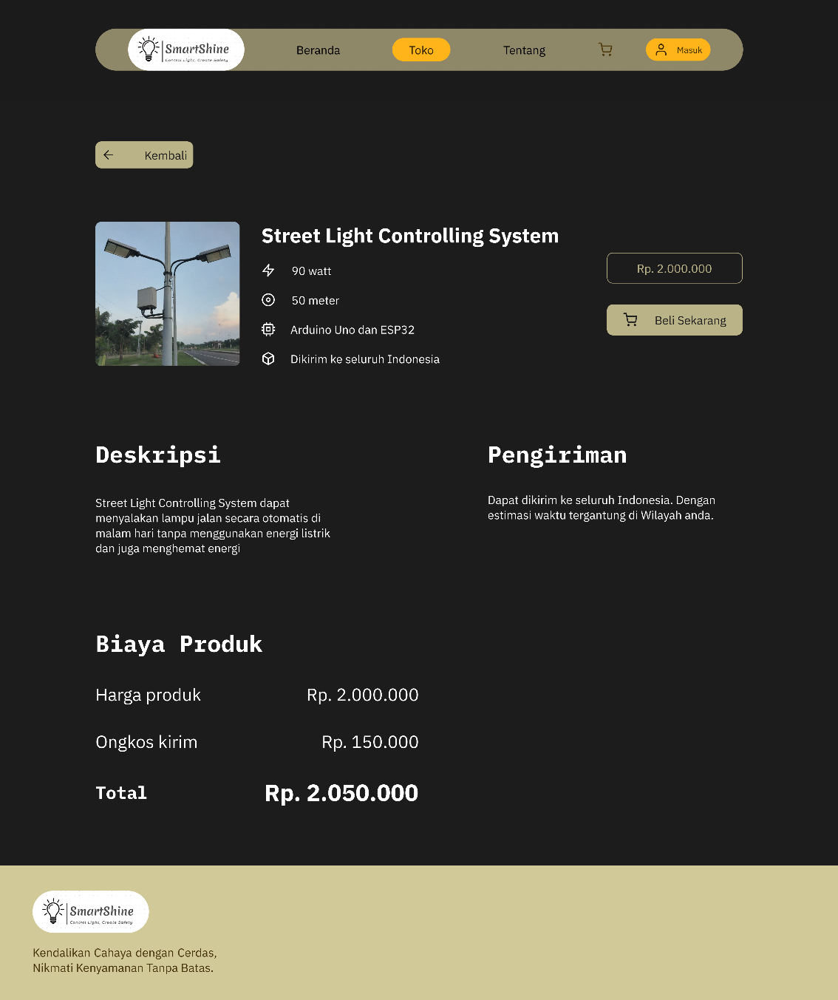 SmartShine
Control Light, Create Safety
Beranda
Toko
Tentang
Masuk
Kembali
Street Light Controlling System
90 watt
50 meter
Arduino Uno dan ESP32
Dikirim ke seluruh Indonesia
Rp. 2.000.000
Beli Sekarang
Deskripsi
Street Light Controlling System dapat
menyalakan lampu jalan secara otomatis di
malam hari tanpa menggunakan energi listrik
dan juga menghemat energi
Pengiriman
Dapat dikirim ke seluruh Indonesia. Dengan
estimasi waktu tergantung di Wilayah anda.
Biaya Produk
Harga produk Rp. 2.000.000
Ongkos kirim Rp. 150.000
Total Rp. 2.050.000
SmartShine
Control Light, Create Safety
Kendalikan Cahaya dengan Cerdas,
Nikmati Kenyamanan Tanpa Batas.